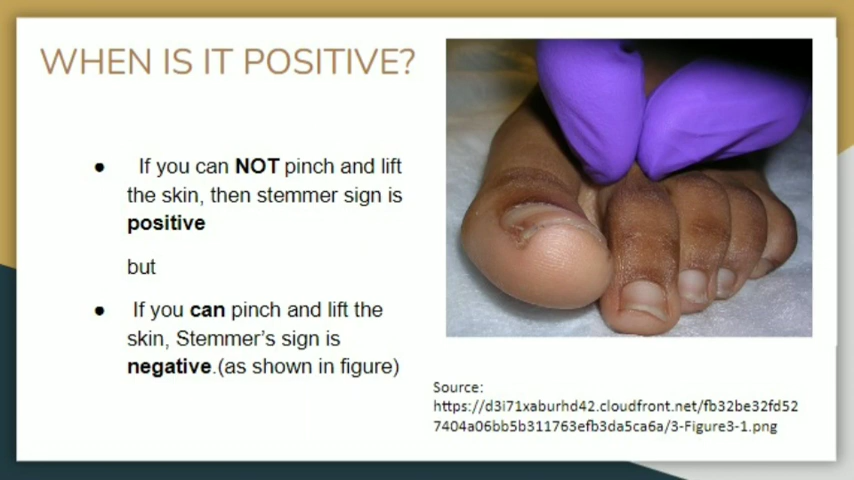 WHEN IS IT POSITIVE?
● If you can NOT pinch and lift
the skin, then stemmer sign is
positive
but
● If you can pinch and lift the
skin, Stemmer's sign is
negative.(as shown in figure)
Source:
https://d3i71xaburhd42.cloudfront.net/fb32be32fd52
7404a06bb5b311763efb3da5ca6a/3-Figure3-1.png